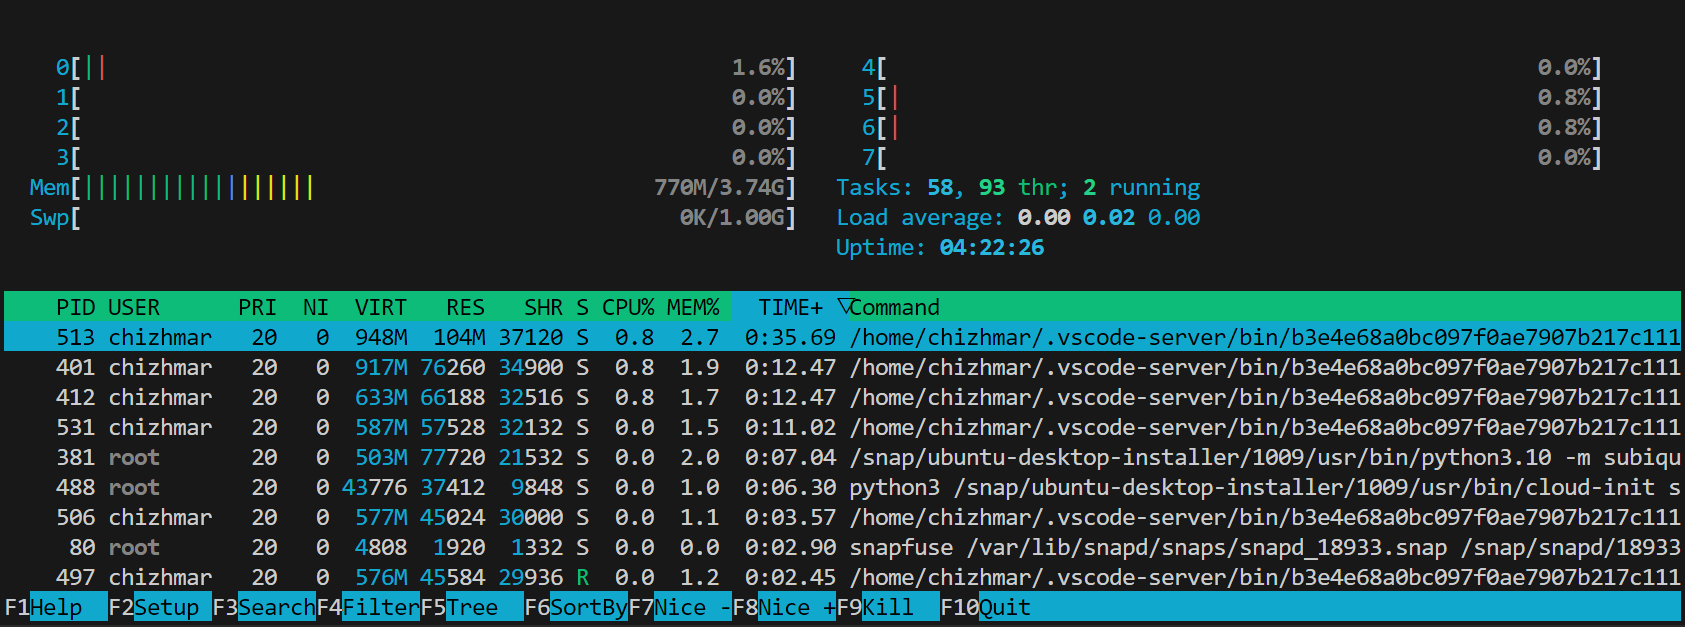 0[|| 1.6%] 4[ 0.0%]
1[ 0.0%] 5[| 0.8%]
2[ 0.0%] 6[| 0.8%]
3[ 0.0%] 7[ 0.0%]
Mem[|||||||||||||||||| 770M/3.74G] Tasks: 58, 93 thr; 2 running
Swp[ 0K/1.00G] Load average: 0.00 0.02 0.00
Uptime: 04:22:26
PID USER PRI NI VIRT RES SHR S CPU% MEM% TIME+ ▽Command
513 chizhmar 20 0 948M 104M 37120 S 0.8 2.7 0:35.69 /home/chizhmar/.vscode-server/bin/b3e4e68a0bc097f0ae7907b217c111
401 chizhmar 20 0 917M 76260 34900 S 0.8 1.9 0:12.47 /home/chizhmar/.vscode-server/bin/b3e4e68a0bc097f0ae7907b217c111
412 chizhmar 20 0 633M 66188 32516 S 0.8 1.7 0:12.47 /home/chizhmar/.vscode-server/bin/b3e4e68a0bc097f0ae7907b217c111
531 chizhmar 20 0 587M 57528 32132 S 0.0 1.5 0:11.02 /home/chizhmar/.vscode-server/bin/b3e4e68a0bc097f0ae7907b217c111
381 root 20 0 503M 77720 21532 S 0.0 2.0 0:07.04 /snap/ubuntu-desktop-installer/1009/usr/bin/python3.10 -m subiqu
488 root 20 0 43776 37412 9848 S 0.0 1.0 0:06.30 python3 /snap/ubuntu-desktop-installer/1009/usr/bin/cloud-init s
506 chizhmar 20 0 577M 45024 30000 S 0.0 1.1 0:03.57 /home/chizhmar/.vscode-server/bin/b3e4e68a0bc097f0ae7907b217c111
80 root 20 0 4808 1920 1332 S 0.0 0.0 0:02.90 snapfuse /var/lib/snapd/snaps/snapd_18933.snap /snap/snapd/18933
497 chizhmar 20 0 576M 45584 29936 R 0.0 1.2 0:02.45 /home/chizhmar/.vscode-server/bin/b3e4e68a0bc097f0ae7907b217c111
F1Help F2Setup F3SearchF4FilterF5Tree F6SortByF7Nice -F8Nice +F9Kill F10Quit